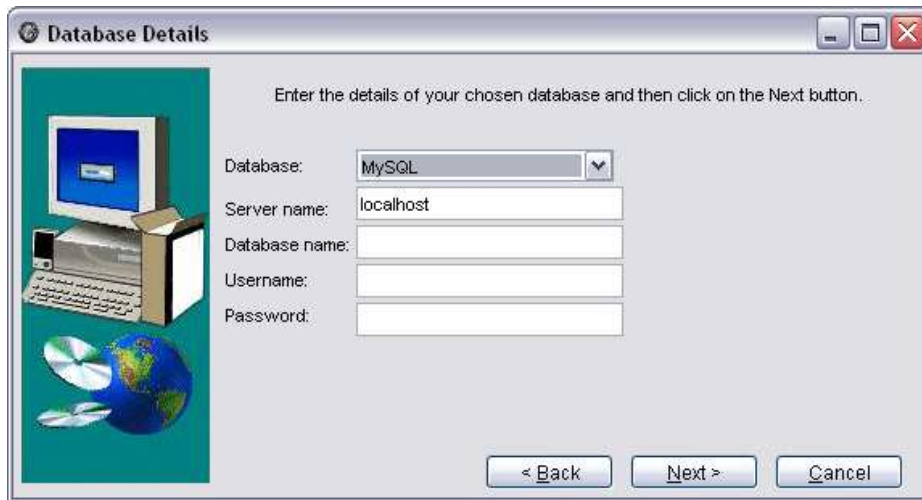 Database Details
Enter the details of your chosen database and then click on the Next button.
Database: MySQL
Server name: localhost
Database name:
Username:
Password:
< Back Next > Cancel